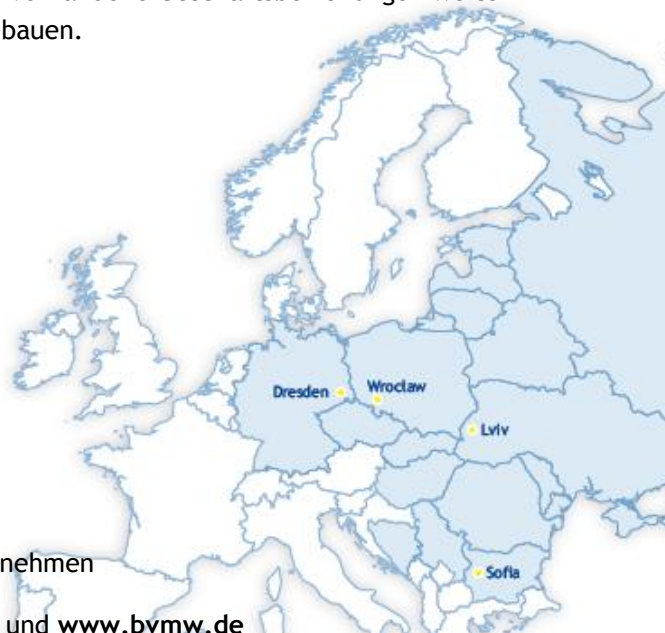 bauen.
Dresden
Wroclaw
Lviv
Sofia
nehmen
und www.bvmw.de